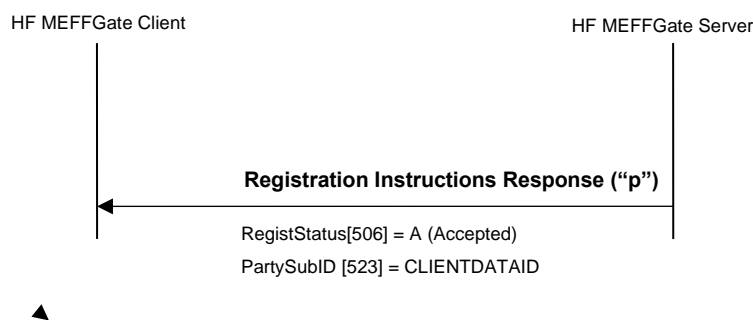 HF MEFFGate Client
HF MEFFGate Server
Registration Instructions Response (“p”)
RegistStatus[506] = A (Accepted)
PartySubID [523] = CLIENTDATAID